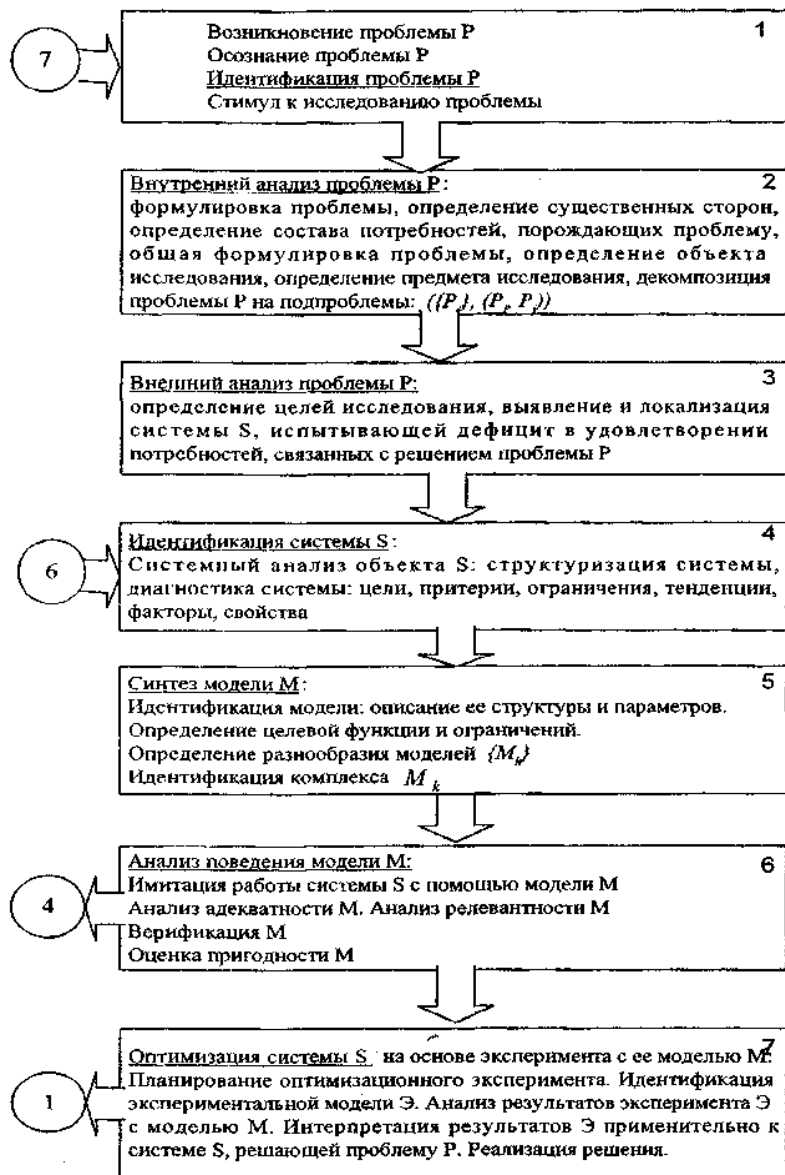 1
Возникновение проблемы P
7
Осознание проблемы P
Идентификация проблемы P
Стимул к исследованию проблемы
Внутренний анализ проблемы P: 2
формулировка проблемы, определение существенных сторон,
определение состава потребностей, порождающих проблему,
общая формулировка проблемы, определение объекта
исследования, определение предмета исследования, декомпозиция
проблемы P на подпроблемы: ({P_i}, (P_i, P_j))
Внешний анализ проблемы P: 3
определение целей исследования, выявление и локализация
системы S, испытывающей дефицит в удовлетворении
потребностей, связанных с решением проблемы P
Идентификация системы S: 4
6
Системный анализ объекта S: структуризация системы,
диагностика системы: цели, притерии, ограничения, тенденции,
факторы, свойства
Синтез модели M: 5
Идентификация модели: описание ее структуры и параметров.
Определение целевой функции и ограничений.
Определение разнообразия моделей {M_k}
Идентификация комплекса M_k
Анализ поведения модели M: 6
Имитация работы системы S с помощью модели M
4
Анализ адекватности M. Анализ релевантности M
Верификация M
Оценка пригодности M
7
Оптимизация системы S на основе эксперимента с ее моделью M:
Планирование оптимизационного эксперимента. Идентификация
1
экспериментальной модели Э. Анализ результатов эксперимента Э
с моделью M. Интерпретация результатов Э применительно к
системе S, решающей проблему P. Реализация решения.